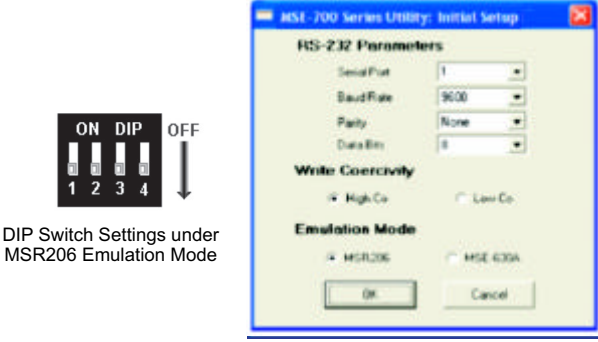 ON DIP
1 2 3 4
OFF
DIP Switch Settings under
MSR206 Emulation Mode
MSE-700 Series Utility: Initial Setup
RS-232 Parameters
Serial Port 1
Baud Rate 9600
Parity None
Data Bits 8
Write Coercivity
High Co Low Co
Emulation Mode
MSR206 MSE-630A
OK Cancel